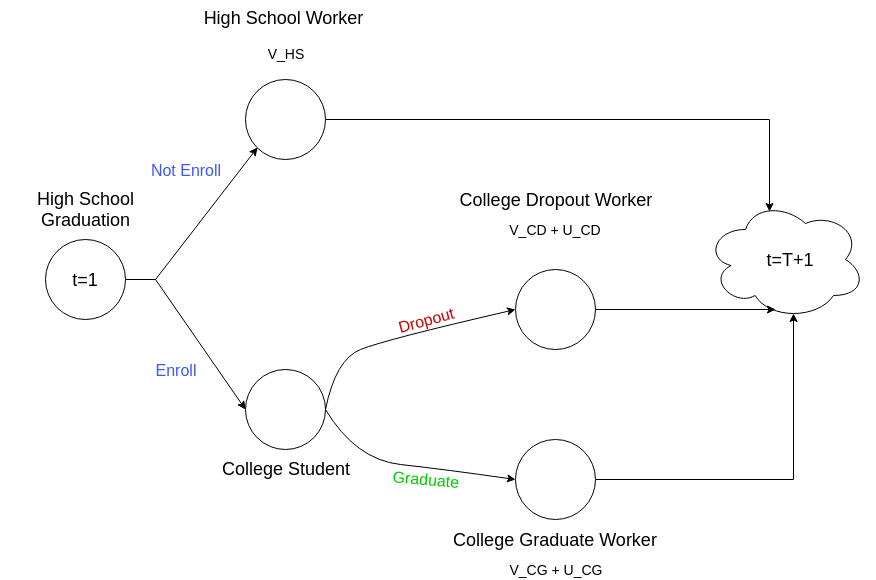 High School Worker
V_HS
Not Enroll
High School
Graduation
t=1
College Dropout Worker
V_CD + U_CD
t=T+1
Dropout
Enroll
College Student
Graduate
College Graduate Worker
V_CG + U_CG